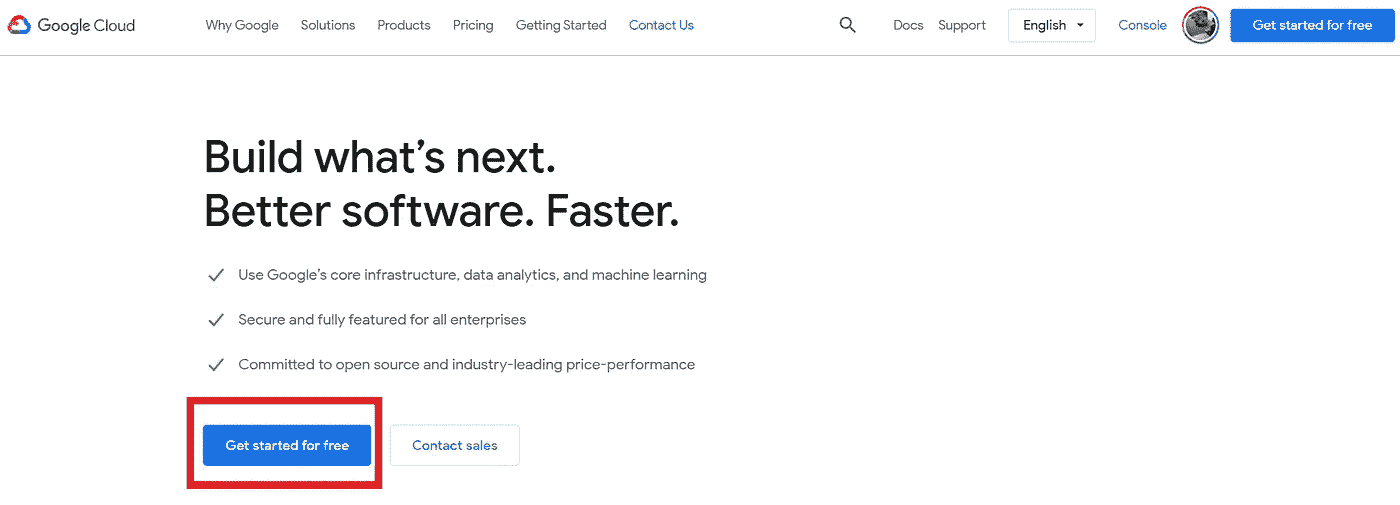 Google Cloud Why Google Solutions Products Pricing Getting Started Contact Us Docs Support English Console Get started for free
Build what's next.
Better software. Faster.
Use Google's core infrastructure, data analytics, and machine learning
Secure and fully featured for all enterprises
Committed to open source and industry-leading price-performance
Get started for free Contact sales